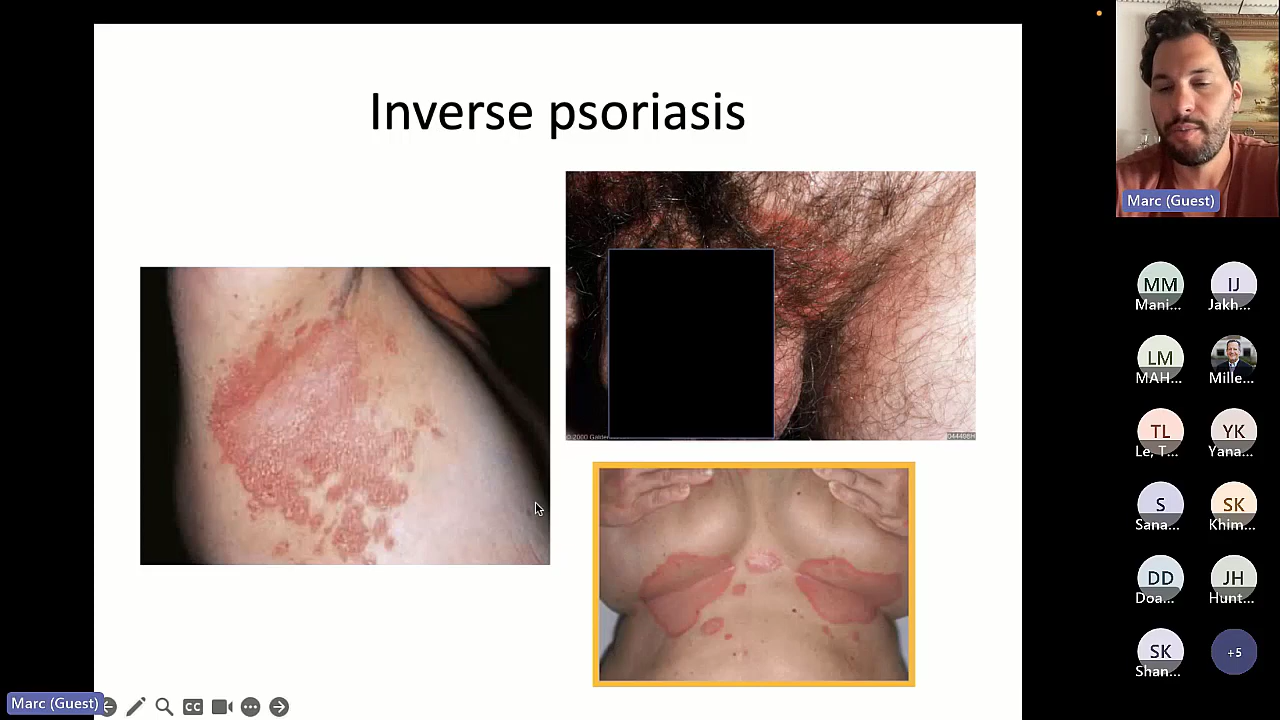 Inverse psoriasis
Marc (Guest)
MM
Mani...
IJ
Jakh...
LM
MAH...
Mille...
TL
Le, T...
YK
Yana...
S
Sana...
SK
Khim...
DD
Doa...
JH
Hunt...
SK
Shan...
+5
Marc (Guest)
CC